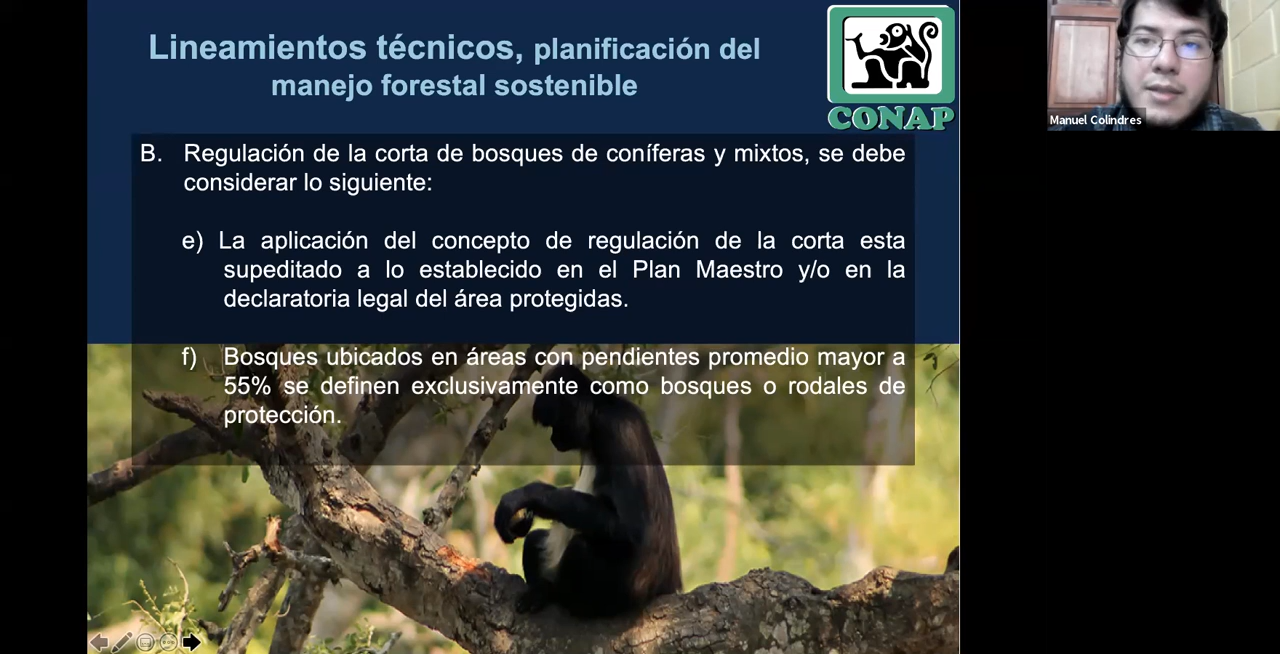 Lineamientos técnicos, planificación del
manejo forestal sostenible
CONAP
Manuel Colindres
B. Regulación de la corta de bosques de coníferas y mixtos, se debe
considerar lo siguiente:
e) La aplicación del concepto de regulación de la corta esta
supeditado a lo establecido en el Plan Maestro y/o en la
declaratoria legal del área protegidas.
f) Bosques ubicados en áreas con pendientes promedio mayor a
55% se definen exclusivamente como bosques o rodales de
protección.